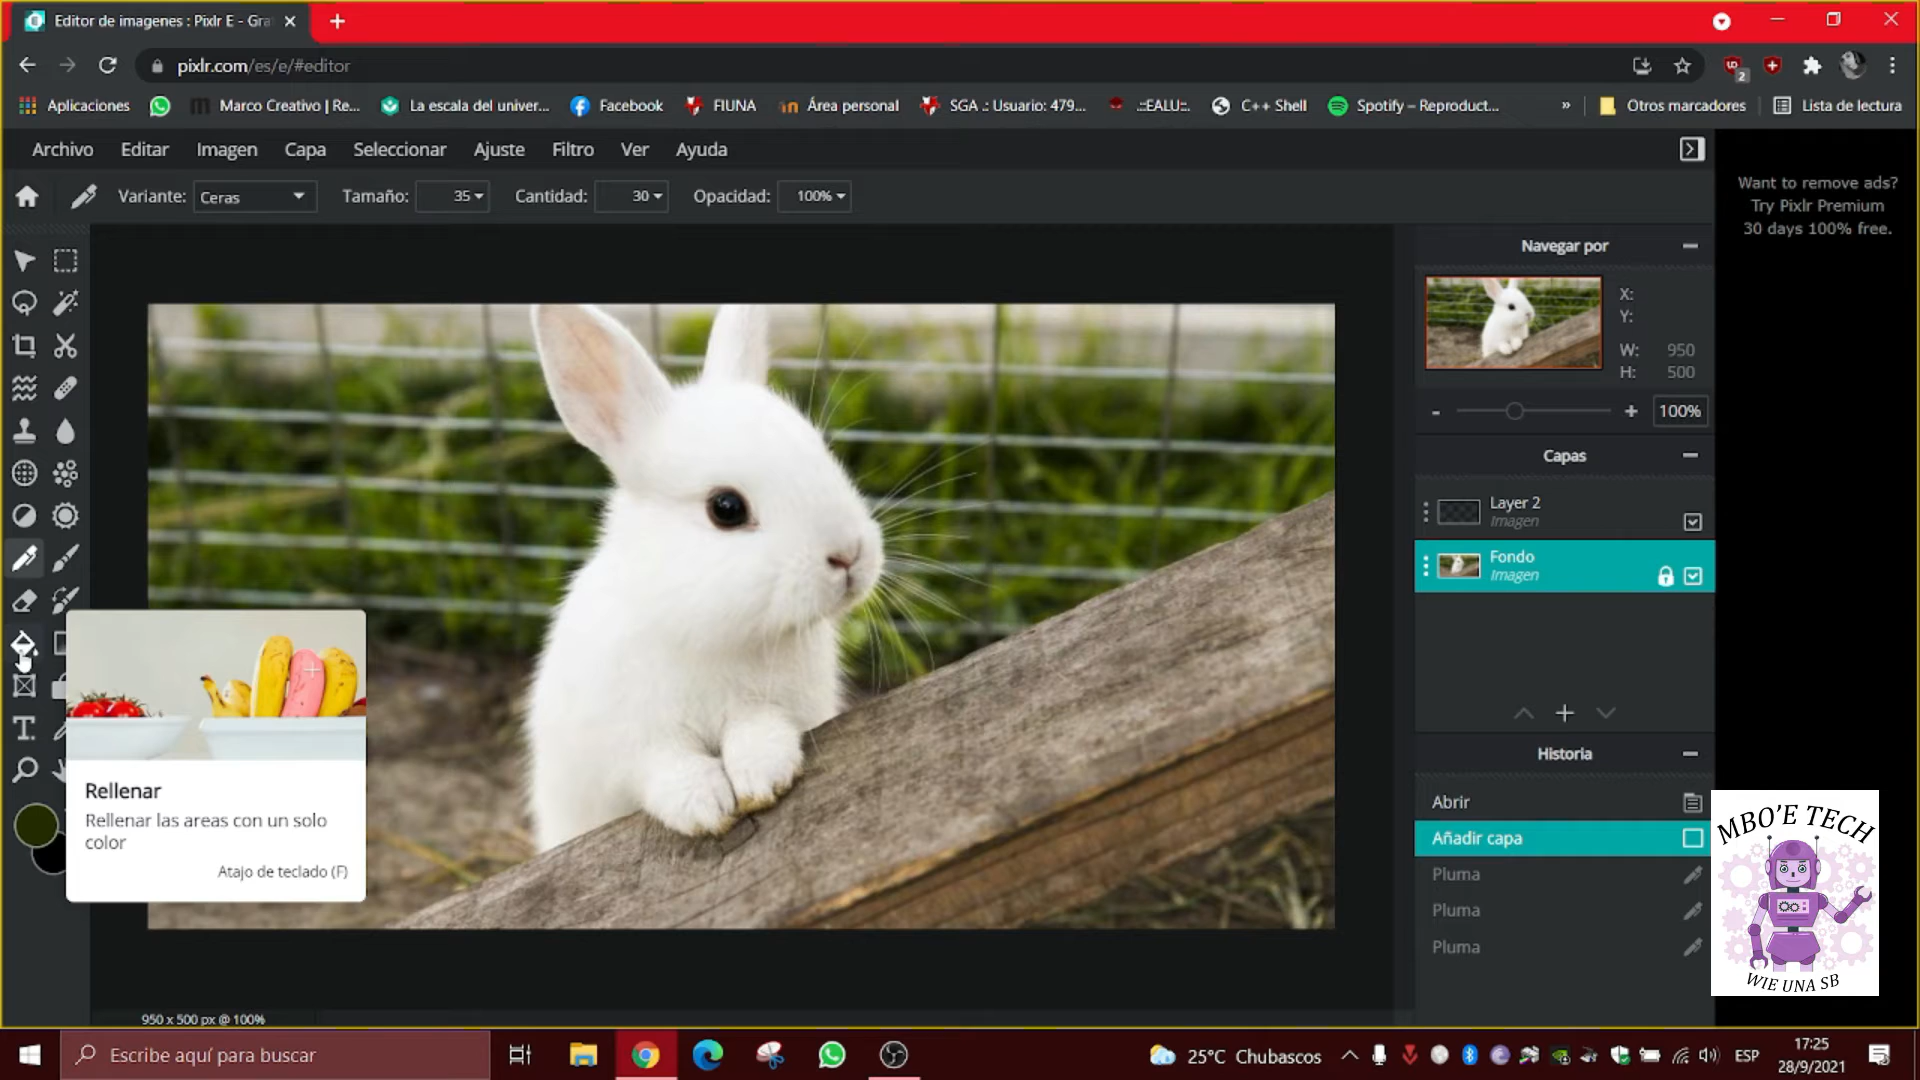 Editor de imagenes : Pixlr E - Gra
pixlr.com/es/e/#editor
2
Aplicaciones
Marco Creativo | Re...
La escala del univer...
Facebook
FIUNA
Área personal
SGA .: Usuario: 479...
.::EALU::.
C++ Shell
Spotify – Reproduct...
»
Otros marcadores
Lista de lectura
Archivo Editar Imagen Capa Seleccionar Ajuste Filtro Ver Ayuda
Variante: Ceras Tamaño: 35 Cantidad: 30 Opacidad: 100%
Want to remove ads?
Try Pixlr Premium
30 days 100% free.
Navegar por
X:
Y:
W: 950
H: 500
- + 100%
Capas
Layer 2
Imagen
Fondo
Imagen
Historia
Abrir
Añadir capa
Pluma
Pluma
Pluma
Rellenar
Rellenar las areas con un solo
color
Atajo de teclado (F)
950 x 500 px @ 100%
MBO'E TECH
WIE UNA SB
Escribe aquí para buscar
25°C Chubascos
ESP
17:25
28/9/2021